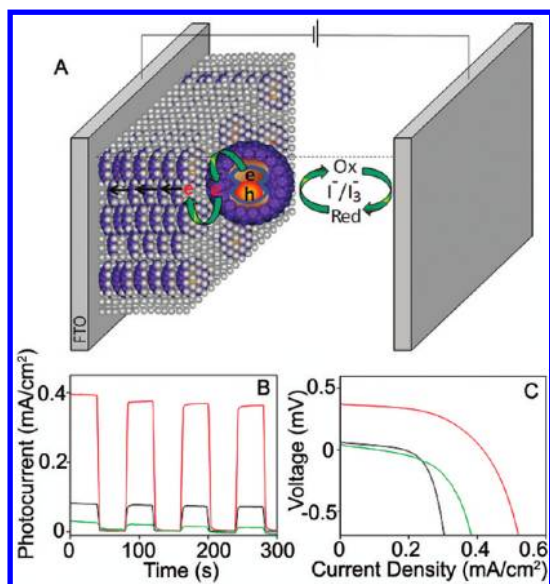 A
e
e
h
Ox
I⁻/I₃⁻
Red
FTO
B
Photocurrent (mA/cm²)
0.4
0.2
0
0 100 200 300
Time (s)
C
Voltage (mV)
0.5
0
-0.5
0 0.2 0.4 0.6
Current Density (mA/cm²)